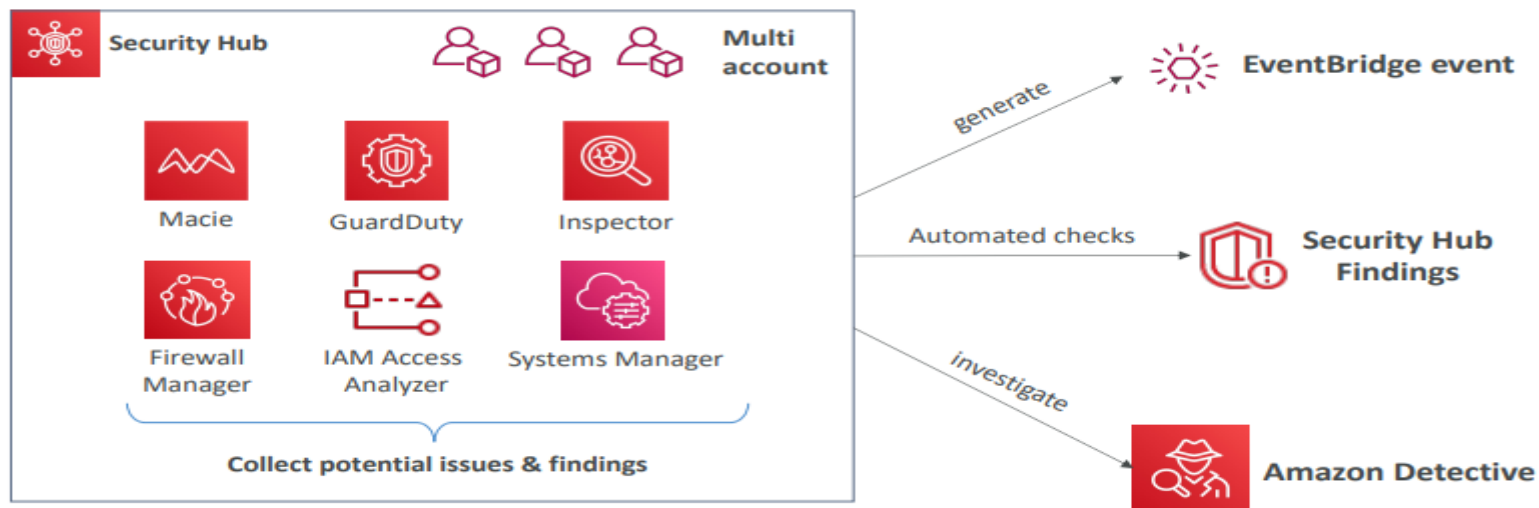 Security Hub
Multi
account
Macie
GuardDuty
Inspector
Firewall
Manager
IAM Access
Analyzer
Systems Manager
Collect potential issues & findings
generate
EventBridge event
Automated checks
Security Hub
Findings
investigate
Amazon Detective